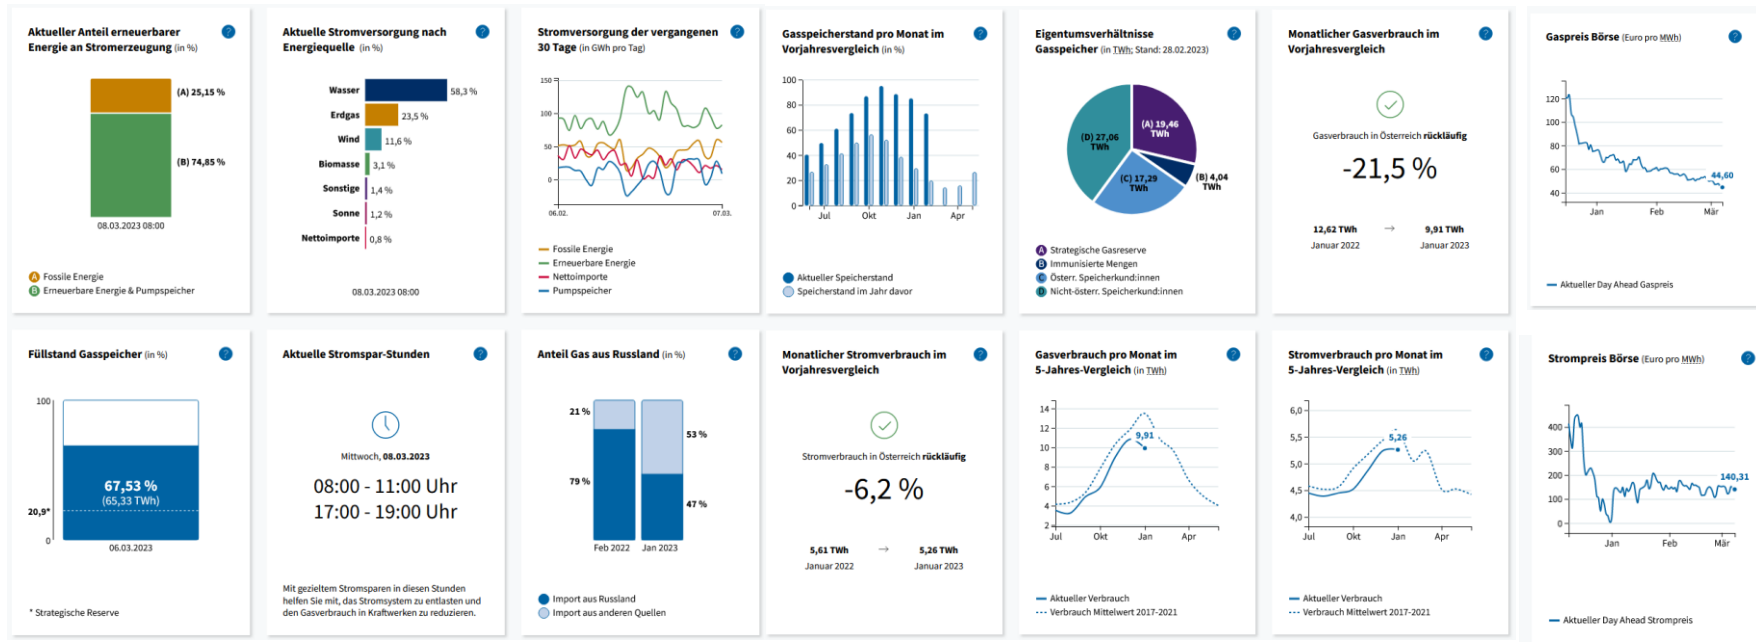 Aktueller Anteil erneuerbarer
Energie an Stromerzeugung (in %)
?
(A) 25,15 %
(B) 74,85 %
08.03.2023 08:00
A Fossile Energie
B Erneuerbare Energie & Pumpspeicher
Aktuelle Stromversorgung nach
Energiequelle (in %)
?
Wasser 58,3 %
Erdgas 23,5 %
Wind 11,6 %
Biomasse 3,1 %
Sonstige 1,4 %
Sonne 1,2 %
Nettoimporte 0,8 %
08.03.2023 08:00
Stromversorgung der vergangenen
30 Tage (in GWh pro Tag)
?
150
100
50
0
06.02. 07.03.
Fossile Energie
Erneuerbare Energie
Nettoimporte
Pumpspeicher
Gasspeicherstand pro Monat im
Vorjahresvergleich (in %)
?
100
80
60
40
20
0
Jul Okt Jan Apr
Aktueller Speicherstand
Speicherstand im Jahr davor
Eigentumsverhältnisse
Gasspeicher (in TWh; Stand: 28.02.2023)
?
(A) 19,46
TWh
(D) 27,06
TWh
(C) 17,29
TWh
(B) 4,04
TWh
A Strategische Gasreserve
B Immunisierte Mengen
C Österr. Speicherkund:innen
D Nicht-österr. Speicherkund:innen
Monatlicher Gasverbrauch im
Vorjahresvergleich
?
Gasverbrauch in Österreich rückläufig
-21,5 %
12,62 TWh → 9,91 TWh
Januar 2022 Januar 2023
Gaspreis Börse (Euro pro MWh)
?
120
100
80
60
40
44,60
Jan Feb Mär
Aktueller Day Ahead Gaspreis
Füllstand Gasspeicher (in %)
?
100
67,53 %
(65,33 TWh)
20,9*
0
06.03.2023
* Strategische Reserve
Aktuelle Stromspar-Stunden
?
Mittwoch, 08.03.2023
08:00 - 11:00 Uhr
17:00 - 19:00 Uhr
Mit gezieltem Stromsparen in diesen Stunden
helfen Sie mit, das Stromsystem zu entlasten und
den Gasverbrauch in Kraftwerken zu reduzieren.
Anteil Gas aus Russland (in %)
?
21 %
53 %
79 %
47 %
Feb 2022 Jan 2023
Import aus Russland
Import aus anderen Quellen
Monatlicher Stromverbrauch im
Vorjahresvergleich
?
Stromverbrauch in Österreich rückläufig
-6,2 %
5,61 TWh → 5,26 TWh
Januar 2022 Januar 2023
Gasverbrauch pro Monat im
5-Jahres-Vergleich (in TWh)
?
14
12
10
8
6
4
2
9,91
Jul Okt Jan Apr
Aktueller Verbrauch
Verbrauch Mittelwert 2017-2021
Stromverbrauch pro Monat im
5-Jahres-Vergleich (in TWh)
?
6,0
5,5
5,0
4,5
4,0
5,26
Jul Okt Jan Apr
Aktueller Verbrauch
Verbrauch Mittelwert 2017-2021
Strompreis Börse (Euro pro MWh)
?
400
300
200
100
0
140,31
Jan Feb Mär
Aktueller Day Ahead Strompreis